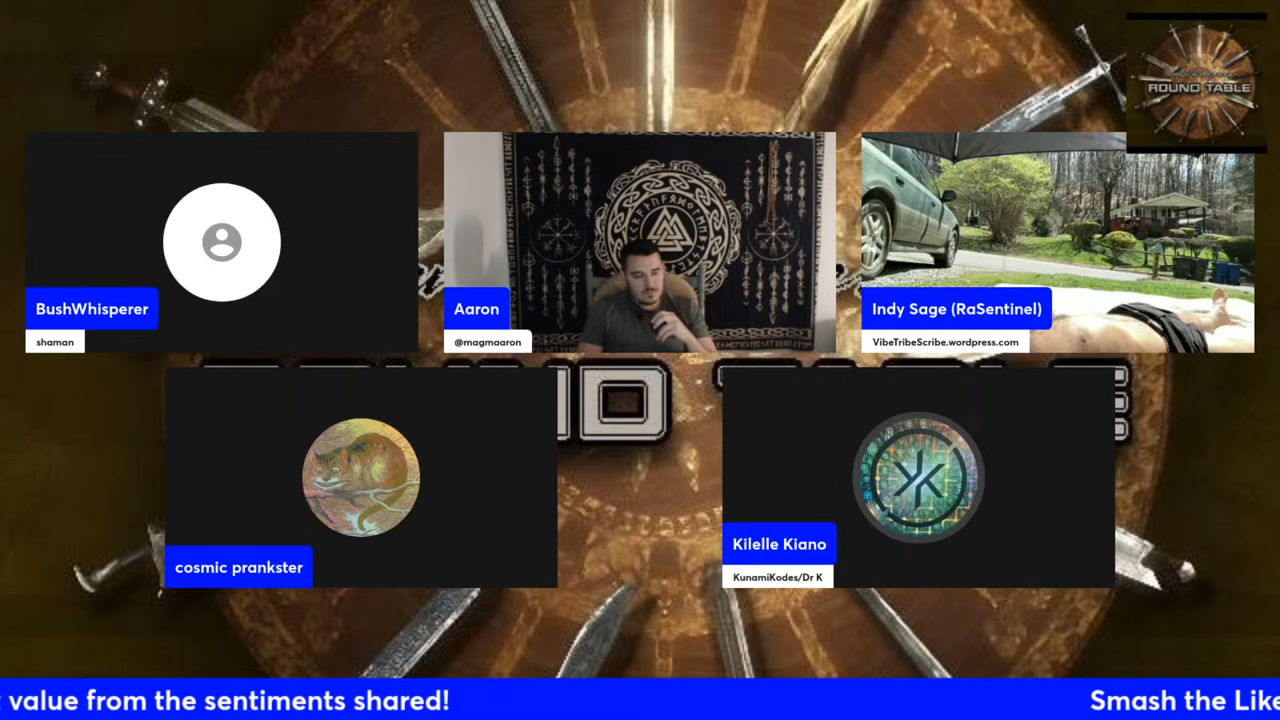 ROUND TABLE
BushWhisperer
shaman
Aaron
@magmaaron
Indy Sage (RaSentinel)
VibeTribeScribe.wordpress.com
cosmic prankster
Kilelle Kiano
KunamiKodes/Dr K
value from the sentiments shared!
Smash the Like